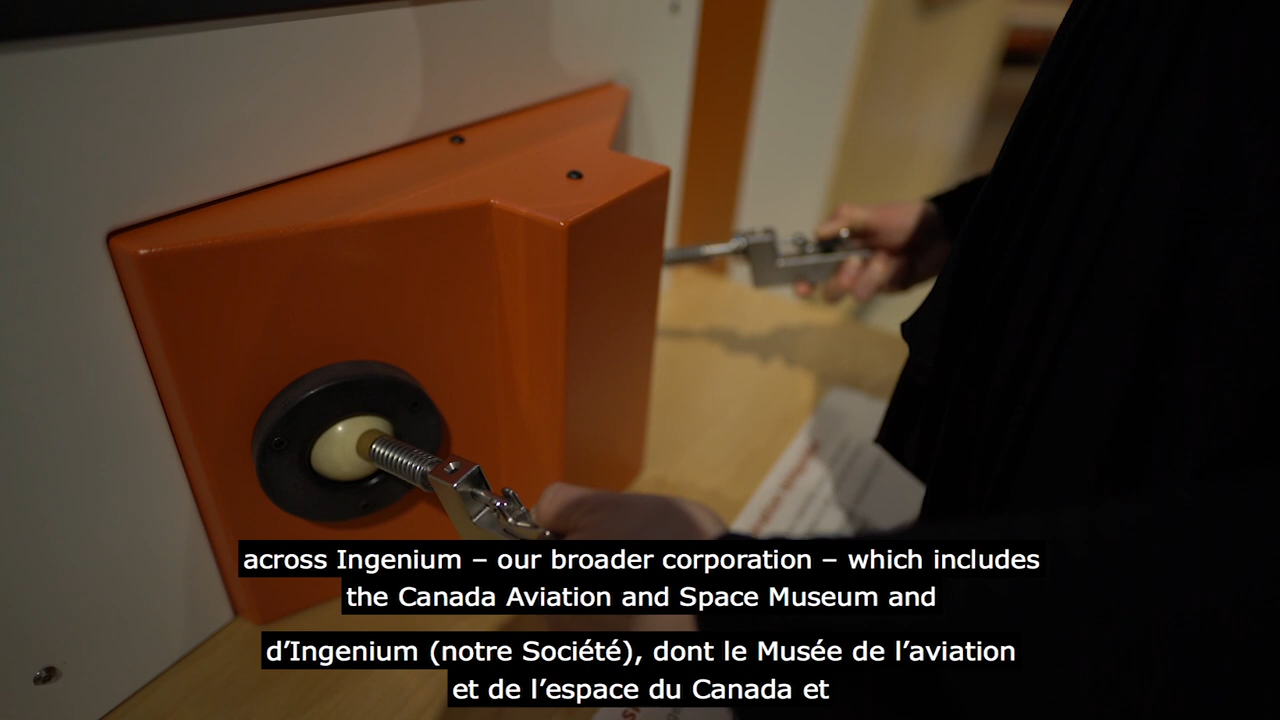 across Ingenium – our broader corporation – which includes
the Canada Aviation and Space Museum and
d’Ingenium (notre Société), dont le Musée de l’aviation
et de l’espace du Canada et